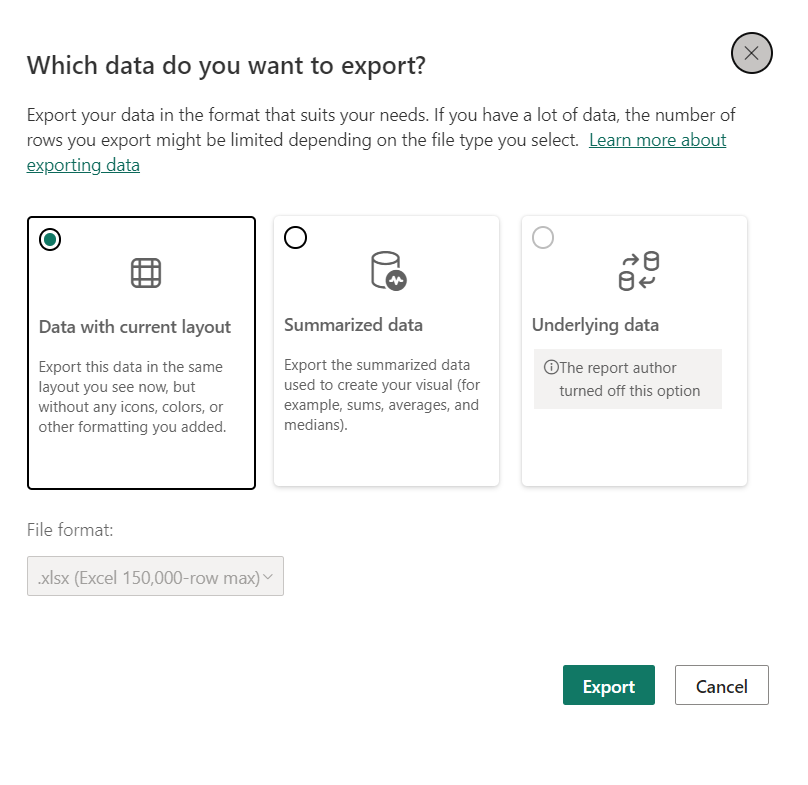 Which data do you want to export?
Export your data in the format that suits your needs. If you have a lot of data, the number of
rows you export might be limited depending on the file type you select. Learn more about
exporting data
Data with current layout
Export this data in the same
layout you see now, but
without any icons, colors, or
other formatting you added.
Summarized data
Export the summarized data
used to create your visual (for
example, sums, averages, and
medians).
Underlying data
The report author
turned off this option
File format:
.xlsx (Excel 150,000-row max)
Export
Cancel